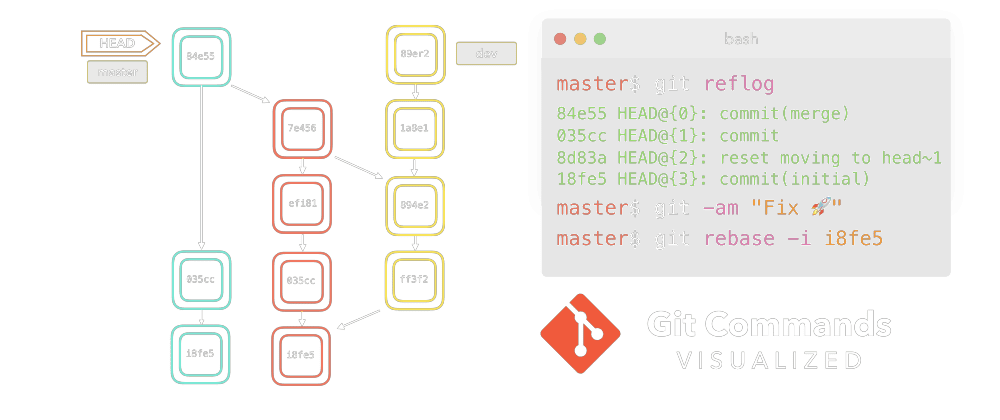 HEAD
master
84e55
89er2
dev
7e456
1a8e1
efi81
894e2
035cc
035cc
ff3f2
i8fe5
i8fe5
bash
master$ git reflog
84e55 HEAD@{0}: commit(merge)
035cc HEAD@{1}: commit
8d83a HEAD@{2}: reset moving to head~1
18fe5 HEAD@{3}: commit(initial)
master$ git -am "Fix 🚀"
master$ git rebase -i i8fe5
Git Commands
VISUALIZED